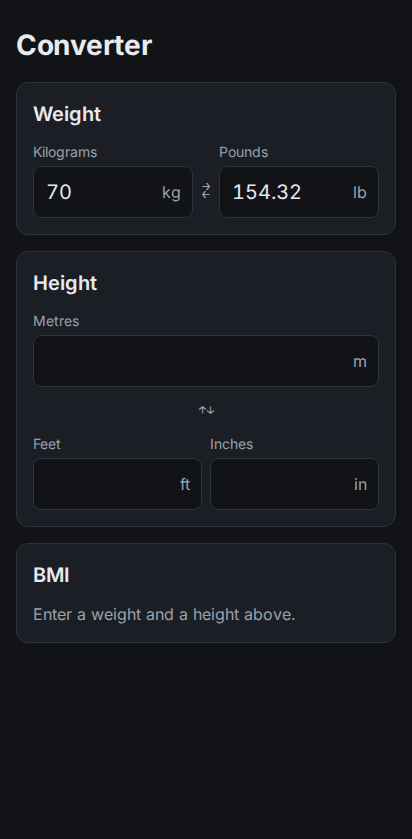 Converter
Weight
Kilograms Pounds
70 kg ⇄ 154.32 lb
Height
Metres
m
↑↓
Feet Inches
ft in
BMI
Enter a weight and a height above.